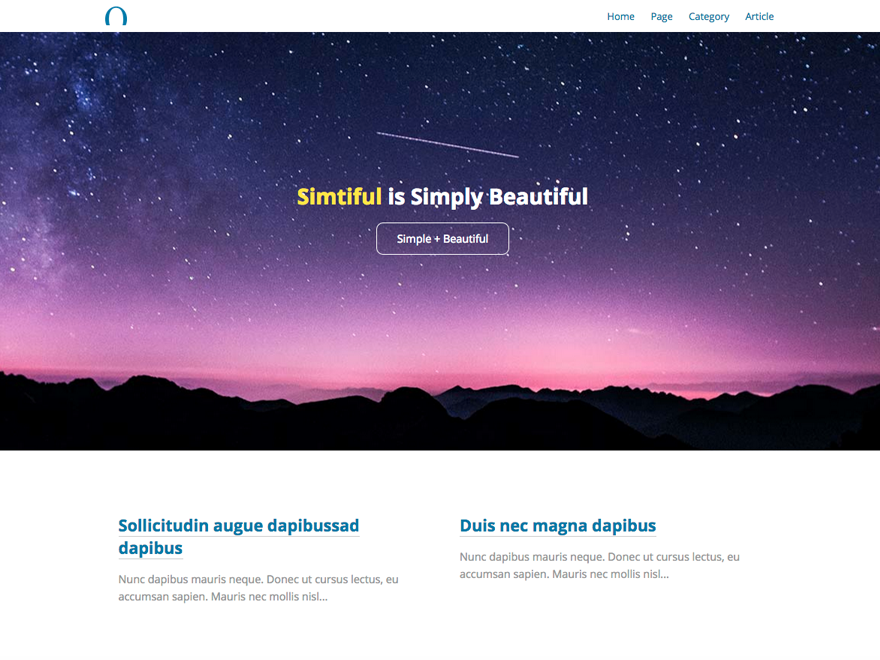 Home Page Category Article
Simtiful is Simply Beautiful
Simple + Beautiful
Sollicitudin augue dapibussad
dapibus
Nunc dapibus mauris neque. Donec ut cursus lectus, eu
accumsan sapien. Mauris nec mollis nisl...
Duis nec magna dapibus
Nunc dapibus mauris neque. Donec ut cursus lectus, eu
accumsan sapien. Mauris nec mollis nisl...